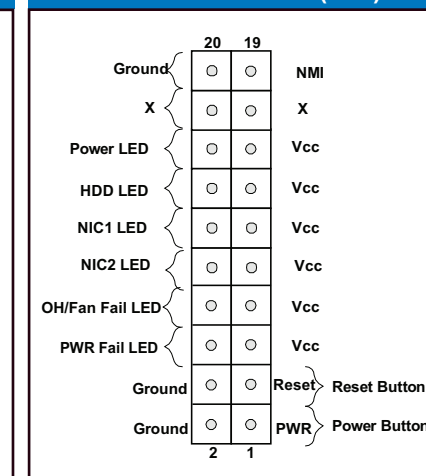 20 19
Ground NMI
X X
Power LED Vcc
HDD LED Vcc
NIC1 LED Vcc
NIC2 LED Vcc
OH/Fan Fail LED Vcc
PWR Fail LED Vcc
Ground Reset Reset Button
Ground PWR Power Button
2 1